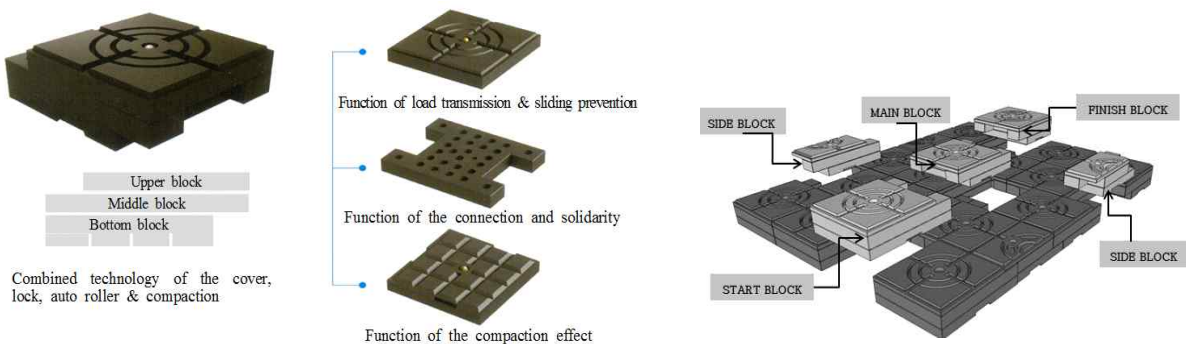 Upper block
Middle block
Bottom block
Combined technology of the cover,
lock, auto roller & compaction
Function of load transmission & sliding prevention
Function of the connection and solidarity
Function of the compaction effect
SIDE BLOCK
MAIN BLOCK
FINISH BLOCK
START BLOCK
SIDE BLOCK